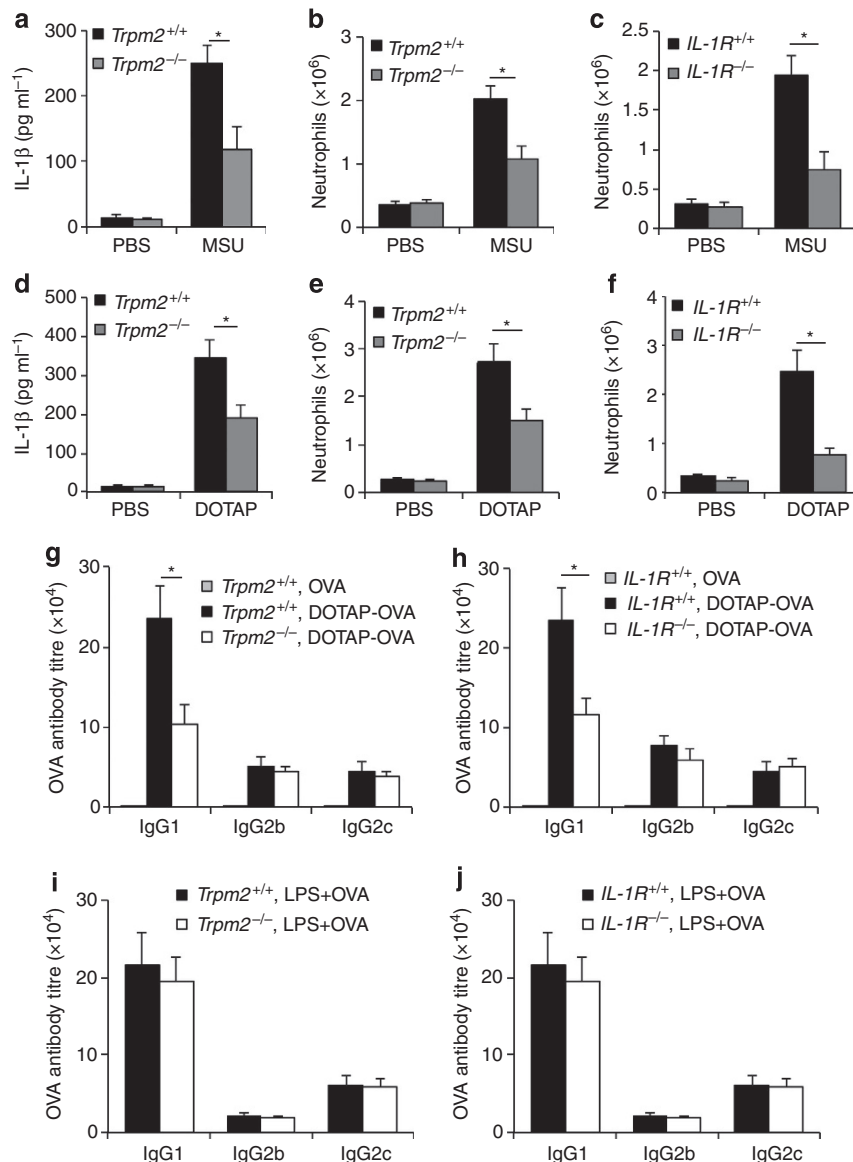 a
IL-1β (pg ml⁻¹)
300
200
100
0
Trpm2⁺/⁺
Trpm2⁻/⁻
*
PBS
MSU
b
Neutrophils (×10⁶)
3
2
1
0
Trpm2⁺/⁺
Trpm2⁻/⁻
*
PBS
MSU
c
Neutrophils (×10⁶)
2.5
2
1.5
1
0.5
0
IL-1R⁺/⁺
IL-1R⁻/⁻
*
PBS
MSU
d
IL-1β (pg ml⁻¹)
500
400
300
200
100
0
Trpm2⁺/⁺
Trpm2⁻/⁻
*
PBS
DOTAP
e
Neutrophils (×10⁶)
4
3
2
1
0
Trpm2⁺/⁺
Trpm2⁻/⁻
*
PBS
DOTAP
f
Neutrophils (×10⁶)
4
3
2
1
0
IL-1R⁺/⁺
IL-1R⁻/⁻
*
PBS
DOTAP
g
OVA antibody titre (×10⁴)
30
20
10
0
*
Trpm2⁺/⁺, OVA
Trpm2⁺/⁺, DOTAP-OVA
Trpm2⁻/⁻, DOTAP-OVA
IgG1
IgG2b
IgG2c
h
OVA antibody titre (×10⁴)
30
20
10
0
*
IL-1R⁺/⁺, OVA
IL-1R⁺/⁺, DOTAP-OVA
IL-1R⁻/⁻, DOTAP-OVA
IgG1
IgG2b
IgG2c
i
OVA antibody titre (×10⁴)
30
20
10
0
Trpm2⁺/⁺, LPS+OVA
Trpm2⁻/⁻, LPS+OVA
IgG1
IgG2b
IgG2c
j
OVA antibody titre (×10⁴)
30
20
10
0
IL-1R⁺/⁺, LPS+OVA
IL-1R⁻/⁻, LPS+OVA
IgG1
IgG2b
IgG2c